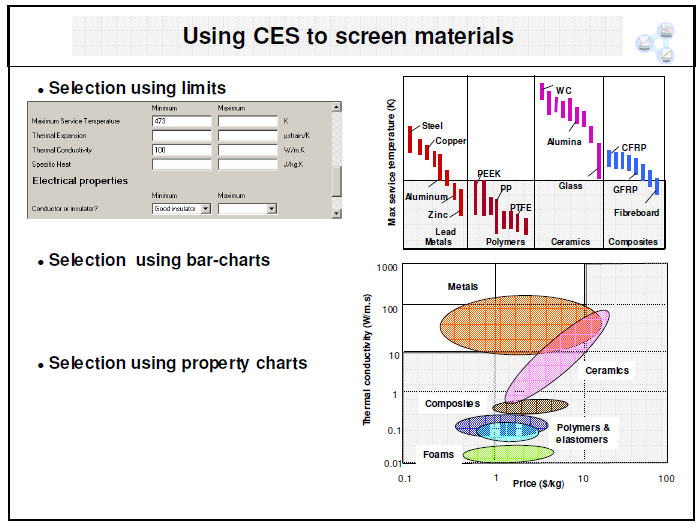 Using CES to screen materials
• Selection using limits
Minimum Maximum
Maximum Service Temperature 473 K
Thermal Expansion µstrain/K
Thermal Conductivity 100 W/m.K
Specific Heat J/kg.K
Electrical properties
Minimum Maximum
Conductor or insulator? Good insulator
• Selection using bar-charts
• Selection using property charts
Max service temperature (K)
WC
Steel
Copper
Alumina
CFRP
PEEK
PP
Glass
GFRP
Aluminum
PTFE
Zinc
Fibreboard
Lead
Metals Polymers Ceramics Composites
Thermal conductivity (W/m.s)
1000
Metals
100
10
Ceramics
1
Composites
0.1
Polymers &
elastomers
Foams
0.01
0.1 1 10 100
Price ($/kg)